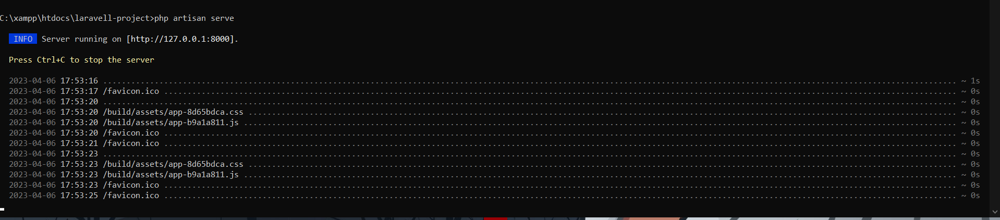 C:\xampp\htdocs\laravell-project>php artisan serve
INFO Server running on [http://127.0.0.1:8000].
Press Ctrl+C to stop the server
2023-04-06 17:53:16 ........................................ ~ 1s
2023-04-06 17:53:17 /favicon.ico ........................................ ~ 0s
2023-04-06 17:53:20 ........................................ ~ 0s
2023-04-06 17:53:20 /build/assets/app-8d65bdca.css ........................................ ~ 0s
2023-04-06 17:53:20 /build/assets/app-b9a1a811.js ........................................ ~ 0s
2023-04-06 17:53:20 /favicon.ico ........................................ ~ 0s
2023-04-06 17:53:21 /favicon.ico ........................................ ~ 0s
2023-04-06 17:53:23 ........................................ ~ 0s
2023-04-06 17:53:23 /build/assets/app-8d65bdca.css ........................................ ~ 0s
2023-04-06 17:53:23 /build/assets/app-b9a1a811.js ........................................ ~ 0s
2023-04-06 17:53:23 /favicon.ico ........................................ ~ 0s
2023-04-06 17:53:25 /favicon.ico ........................................ ~ 0s